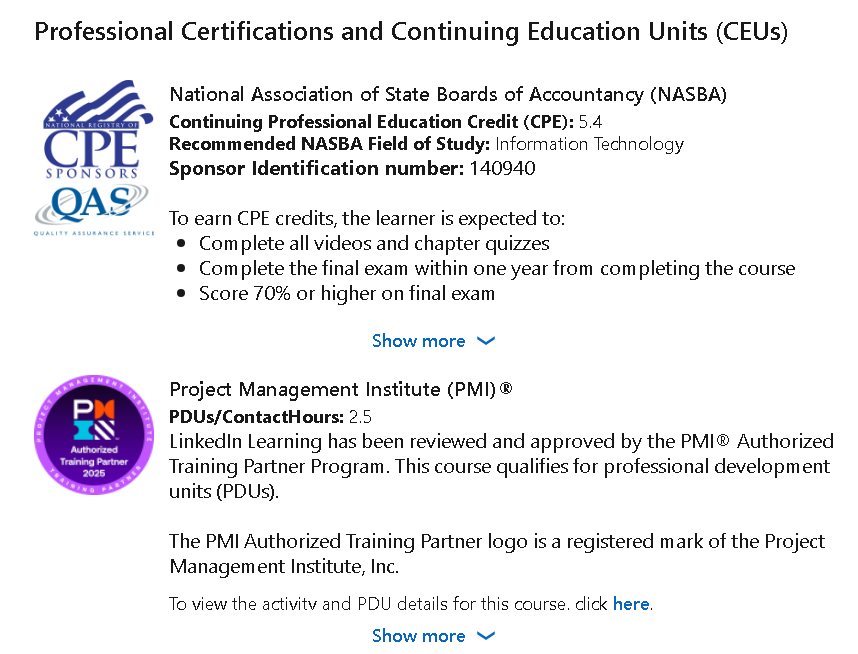 Professional Certifications and Continuing Education Units (CEUs)
NATIONAL REGISTRY OF
CPE
SPONSORS
QAS
QUALITY ASSURANCE SERVICE
National Association of State Boards of Accountancy (NASBA)
Continuing Professional Education Credit (CPE): 5.4
Recommended NASBA Field of Study: Information Technology
Sponsor Identification number: 140940
To earn CPE credits, the learner is expected to:
• Complete all videos and chapter quizzes
• Complete the final exam within one year from completing the course
• Score 70% or higher on final exam
Show more
PROJECT MANAGEMENT INSTITUTE
PMI
Authorized
Training Partner
2025
TRAINING PARTNER
Project Management Institute (PMI)®
PDUs/ContactHours: 2.5
LinkedIn Learning has been reviewed and approved by the PMI® Authorized
Training Partner Program. This course qualifies for professional development
units (PDUs).
The PMI Authorized Training Partner logo is a registered mark of the Project
Management Institute, Inc.
To view the activity and PDU details for this course, click here.
Show more